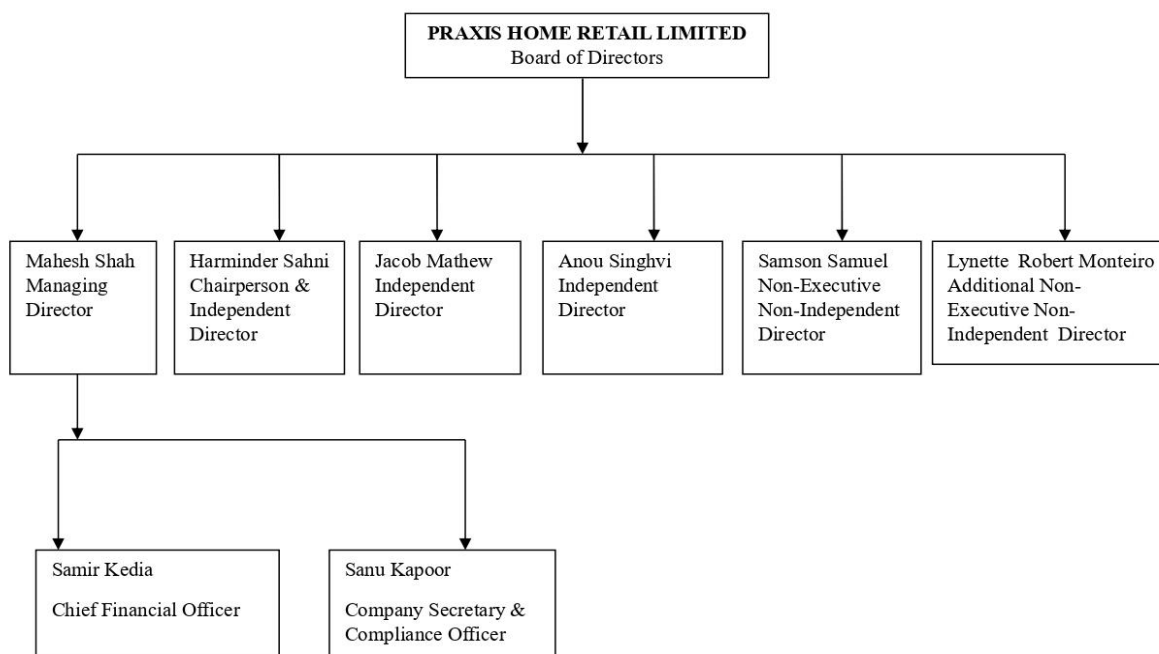 PRAXIS HOME RETAIL LIMITED
Board of Directors
Mahesh Shah
Managing
Director
Harminder Sahni
Chairperson &
Independent
Director
Jacob Mathew
Independent
Director
Anou Singhvi
Independent
Director
Samson Samuel
Non-Executive
Non-Independent
Director
Lynette Robert Monteiro
Additional Non-
Executive Non-
Independent Director
Samir Kedia
Chief Financial Officer
Sanu Kapoor
Company Secretary &
Compliance Officer